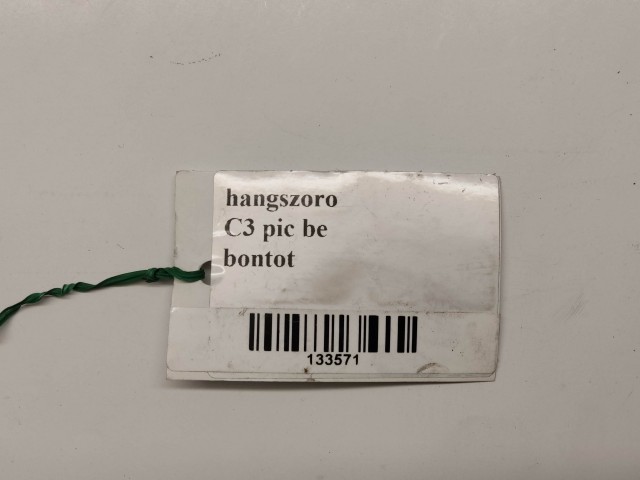 hangszoro
C3 pic be
bontot
133571